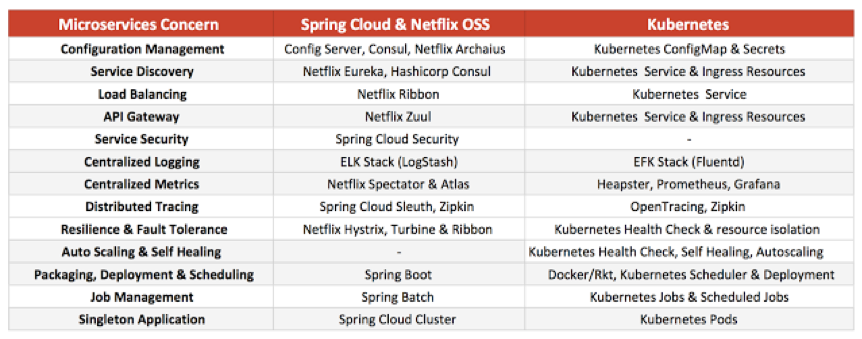 Microservices Concern Spring Cloud & Netflix OSS Kubernetes
Configuration Management Config Server, Consul, Netflix Archaius Kubernetes ConfigMap & Secrets
Service Discovery Netflix Eureka, Hashicorp Consul Kubernetes Service & Ingress Resources
Load Balancing Netflix Ribbon Kubernetes Service
API Gateway Netflix Zuul Kubernetes Service & Ingress Resources
Service Security Spring Cloud Security -
Centralized Logging ELK Stack (LogStash) EFK Stack (Fluentd)
Centralized Metrics Netflix Spectator & Atlas Heapster, Prometheus, Grafana
Distributed Tracing Spring Cloud Sleuth, Zipkin OpenTracing, Zipkin
Resilience & Fault Tolerance Netflix Hystrix, Turbine & Ribbon Kubernetes Health Check & resource isolation
Auto Scaling & Self Healing - Kubernetes Health Check, Self Healing, Autoscaling
Packaging, Deployment & Scheduling Spring Boot Docker/Rkt, Kubernetes Scheduler & Deployment
Job Management Spring Batch Kubernetes Jobs & Scheduled Jobs
Singleton Application Spring Cloud Cluster Kubernetes Pods